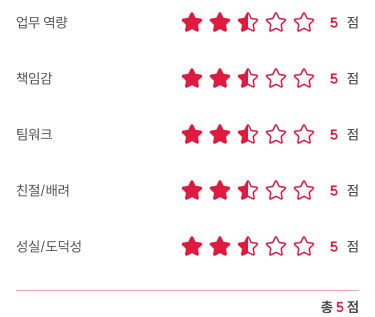 업무 역량 5 점
책임감 5 점
팀워크 5 점
친절/배려 5 점
성실/도덕성 5 점
총 5 점